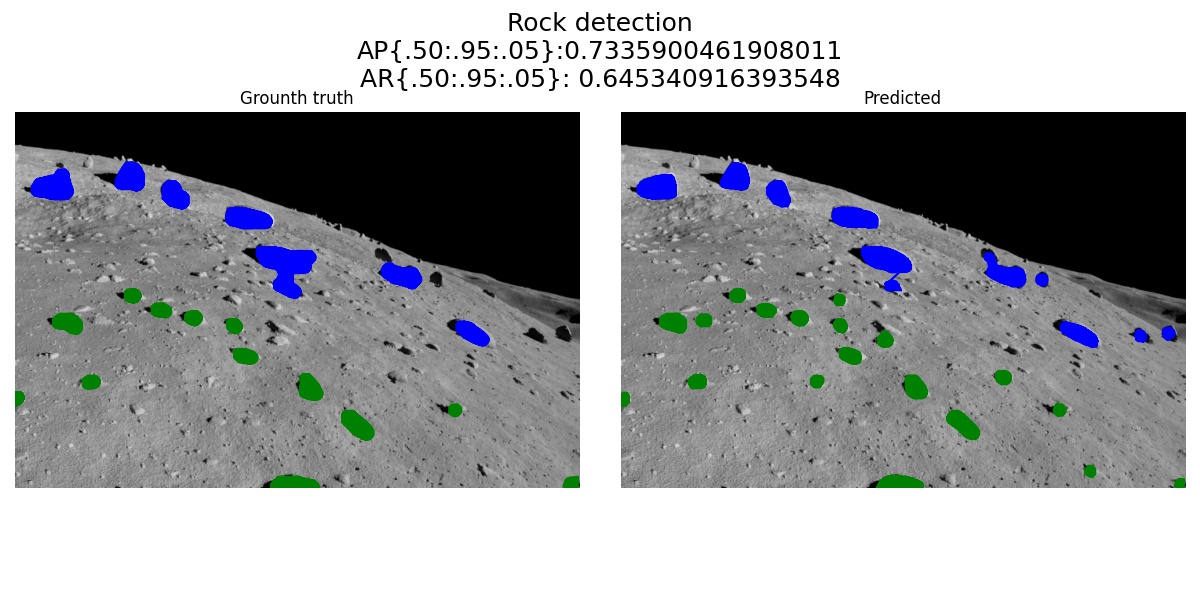 Rock detection
AP{.50:.95:.05}:0.7335900461908011
AR{.50:.95:.05}: 0.645340916393548
Grounth truth
Predicted